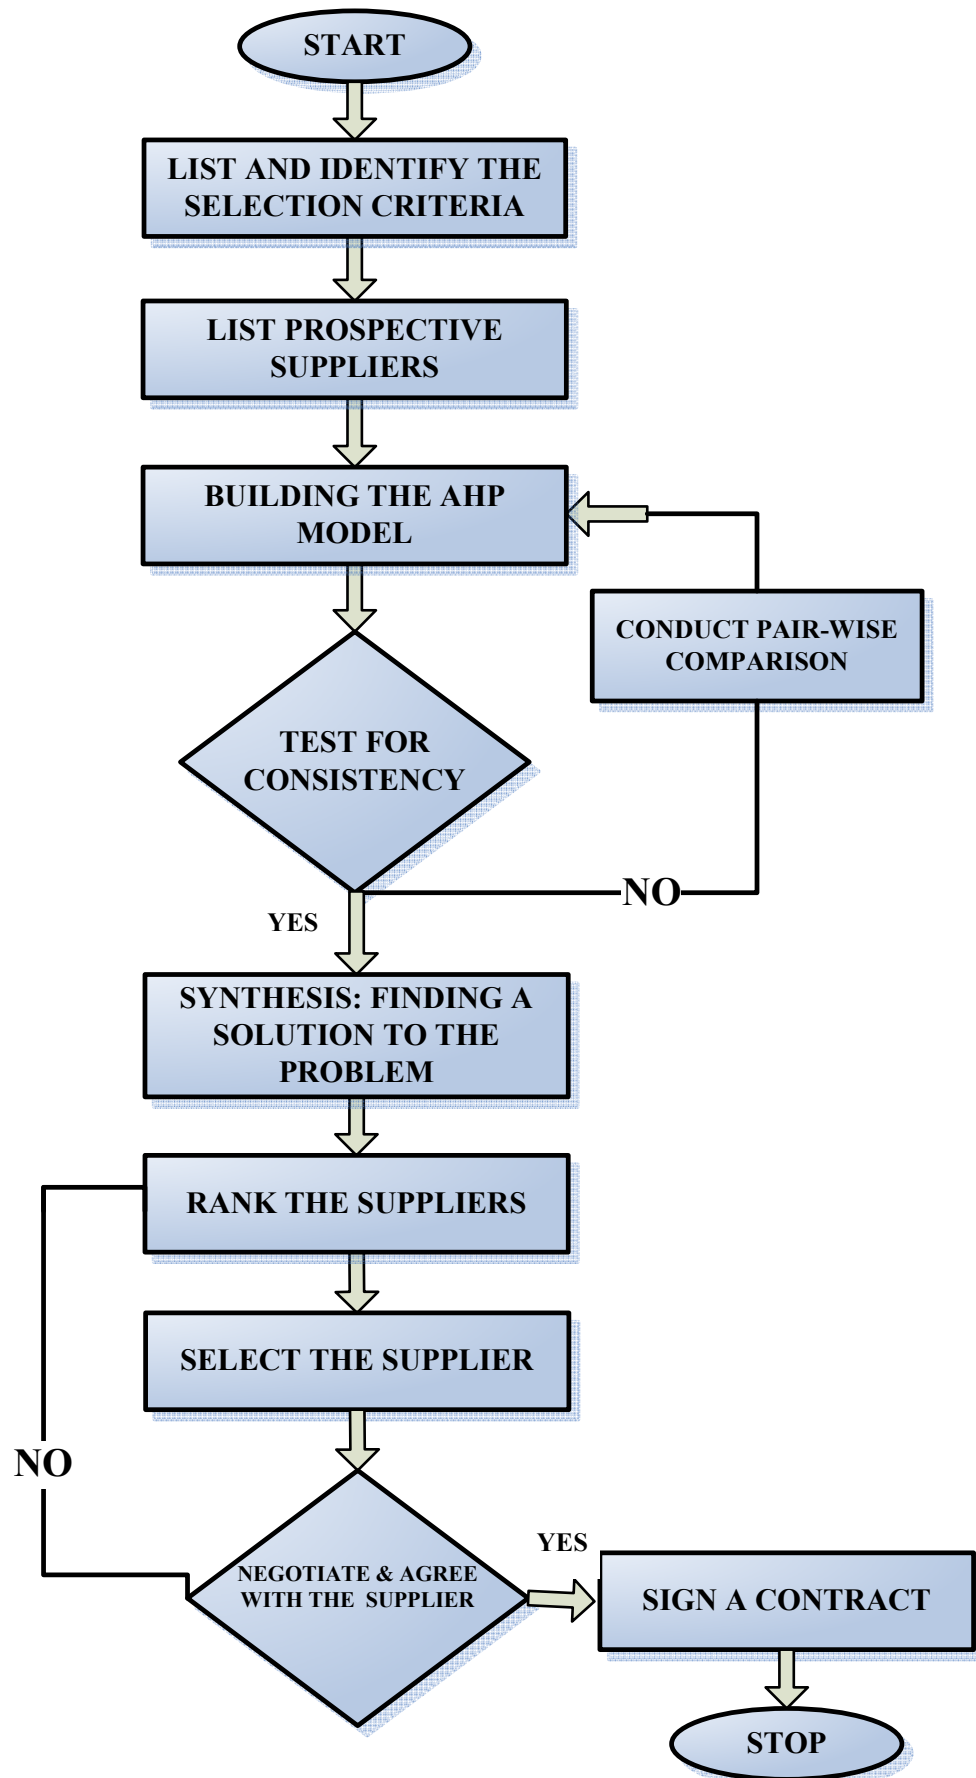 START
LIST AND IDENTIFY THE
SELECTION CRITERIA
LIST PROSPECTIVE
SUPPLIERS
BUILDING THE AHP
MODEL
CONDUCT PAIR-WISE
COMPARISON
TEST FOR
CONSISTENCY
NO
YES
SYNTHESIS: FINDING A
SOLUTION TO THE
PROBLEM
RANK THE SUPPLIERS
SELECT THE SUPPLIER
NO
NEGOTIATE & AGREE
WITH THE SUPPLIER
YES
SIGN A CONTRACT
STOP